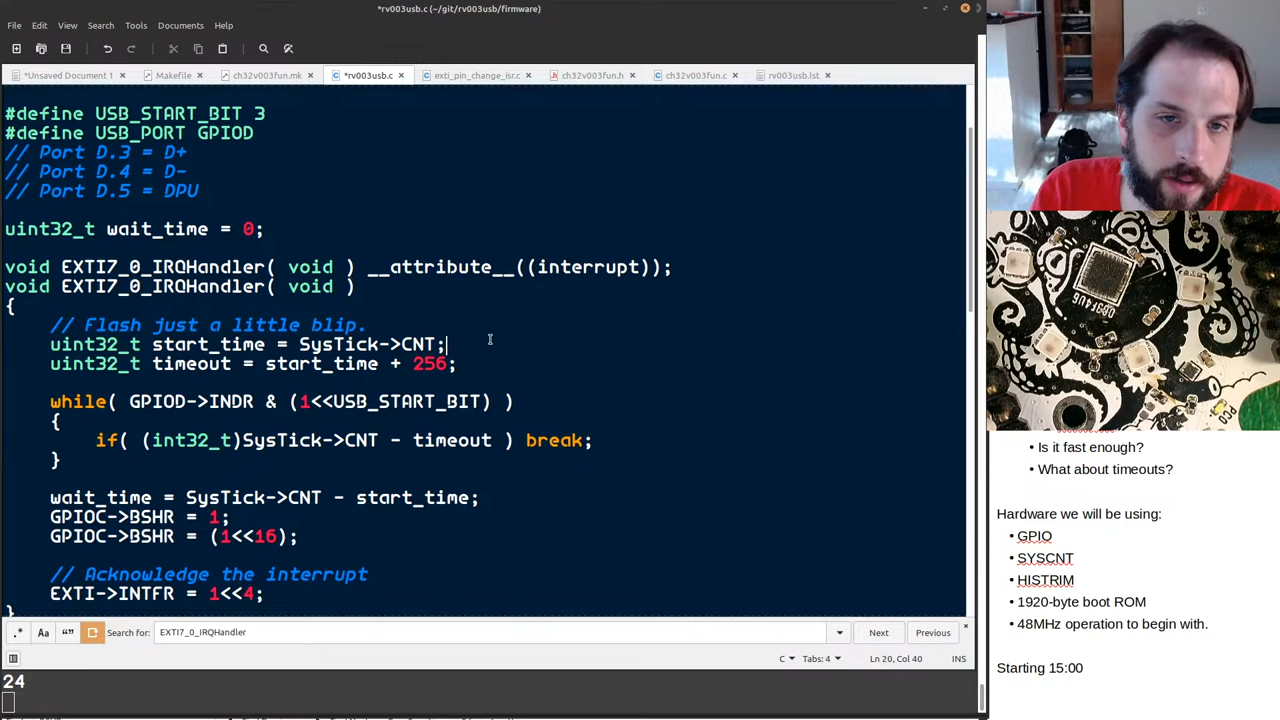 *rv003usb.c (~/git/rv003usb/firmware)
File Edit View Search Tools Documents Help
*Unsaved Document 1 Makefile ch32v003fun.mk *rv003usb.c exti_pin_change_isr.c ch32v003fun.h ch32v003fun.c rv003usb.lst
#define USB_START_BIT 3
#define USB_PORT GPIOD
// Port D.3 = D+
// Port D.4 = D-
// Port D.5 = DPU
uint32_t wait_time = 0;
void EXTI7_0_IRQHandler( void ) __attribute__((interrupt));
void EXTI7_0_IRQHandler( void )
{
// Flash just a little blip.
uint32_t start_time = SysTick->CNT;
uint32_t timeout = start_time + 256;
while( GPIOD->INDR & (1<<USB_START_BIT) )
{
if( (int32_t)SysTick->CNT - timeout ) break;
}
wait_time = SysTick->CNT - start_time;
GPIOC->BSHR = 1;
GPIOC->BSHR = (1<<16);
// Acknowledge the interrupt
EXTI->INTFR = 1<<4;
}
.* Aa “” Search for: EXTI7_0_IRQHandler Next Previous
C Tabs: 4 Ln 20, Col 40 INS
24
PC0
• Is it fast enough?
• What about timeouts?
Hardware we will be using:
• GPIO
• SYSCNT
• HISTRIM
• 1920-byte boot ROM
• 48MHz operation to begin with.
Starting 15:00